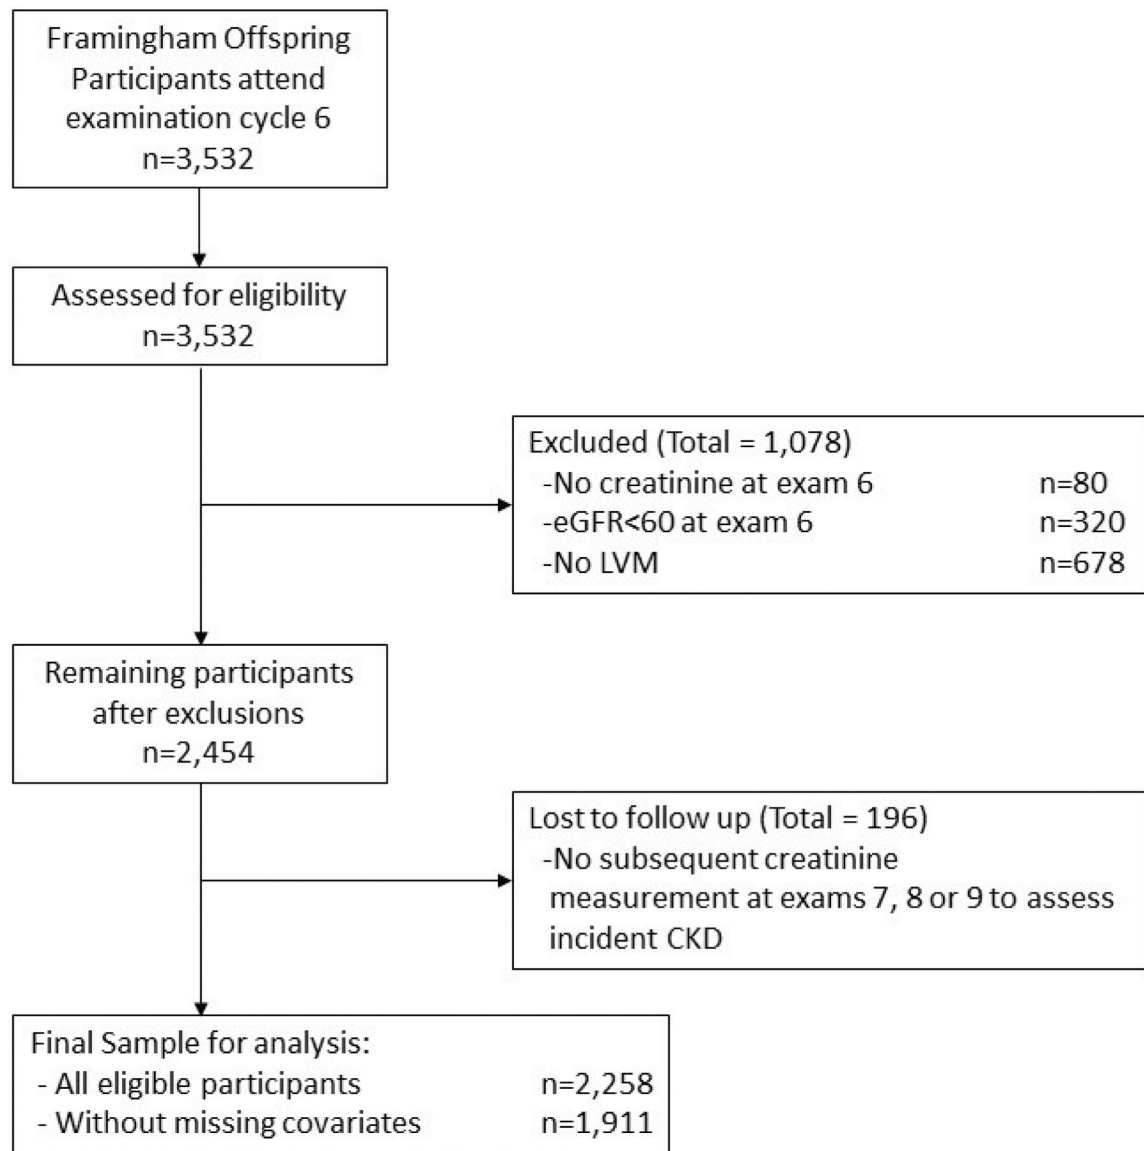 Framingham Offspring
Participants attend
examination cycle 6
n=3,532
Assessed for eligibility
n=3,532
Excluded (Total = 1,078)
-No creatinine at exam 6 n=80
-eGFR<60 at exam 6 n=320
-No LVM n=678
Remaining participants
after exclusions
n=2,454
Lost to follow up (Total = 196)
-No subsequent creatinine
measurement at exams 7, 8 or 9 to assess
incident CKD
Final Sample for analysis:
- All eligible participants n=2,258
- Without missing covariates n=1,911